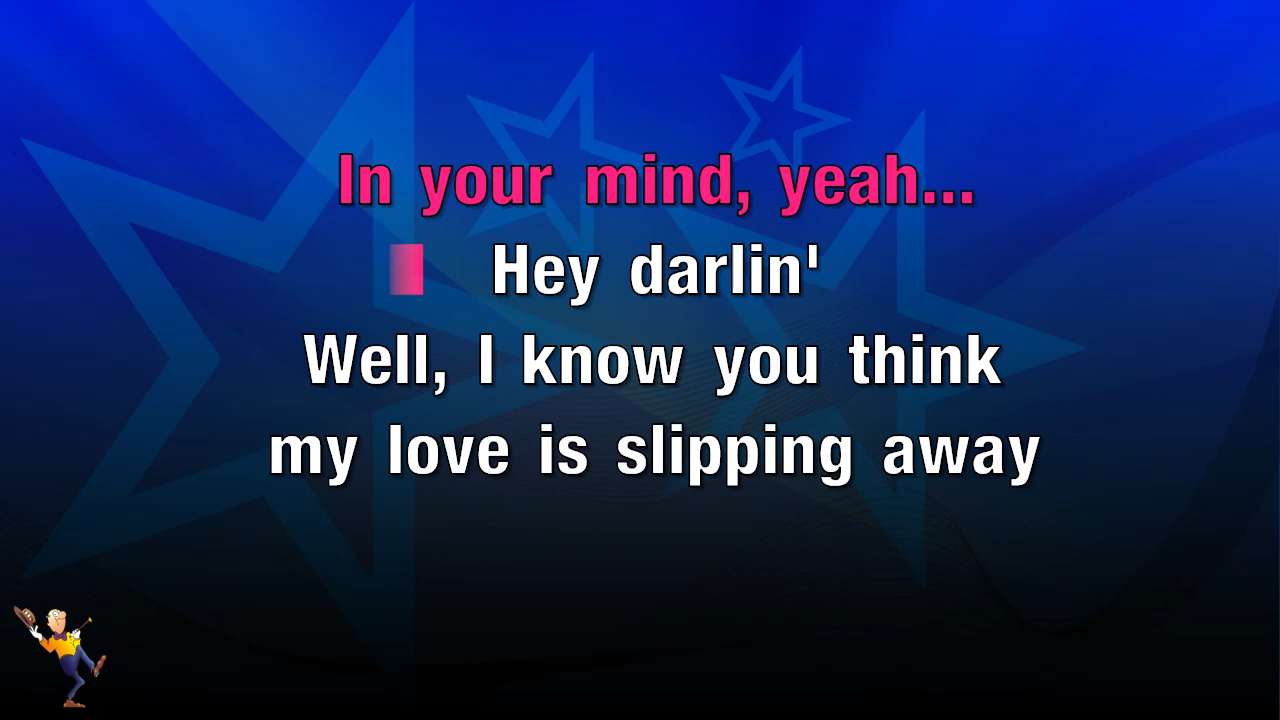 In your mind, yeah...
Hey darlin'
Well, I know you think
my love is slipping away